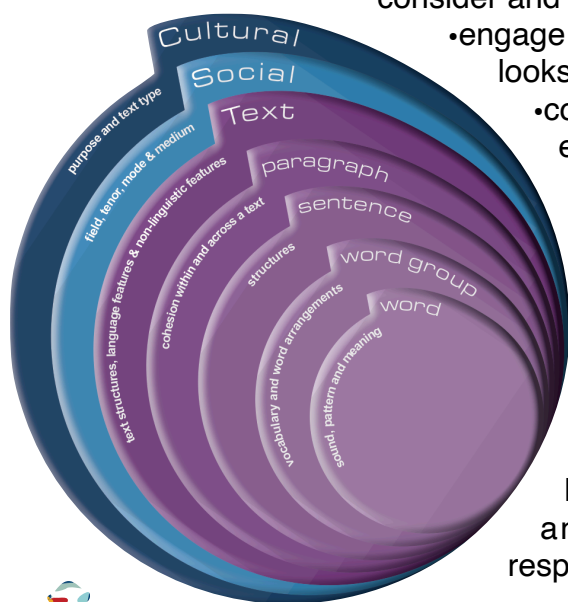 consider and
•engage
looks
•co
e
Cultural
purpose and text type
Social
field, tenor, mode & medium
Text
text structures, language features & non-linguistic features
paragraph
cohesion within and across a text
sentence
structures
word group
vocabulary and word arrangements
word
sound, pattern and meaning
an
resp